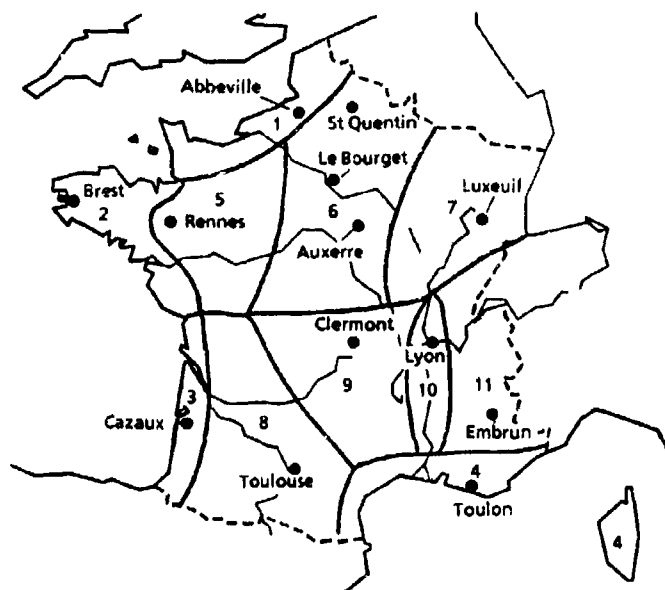 Abbeville
1
St Quentin
Le Bourget
Brest
2
5
Rennes
6
Auxerre
7
Luxeuil
Clermont
Lyon
9
10
11
3
8
Cazaux
Embrun
Toulouse
4
Toulon
4